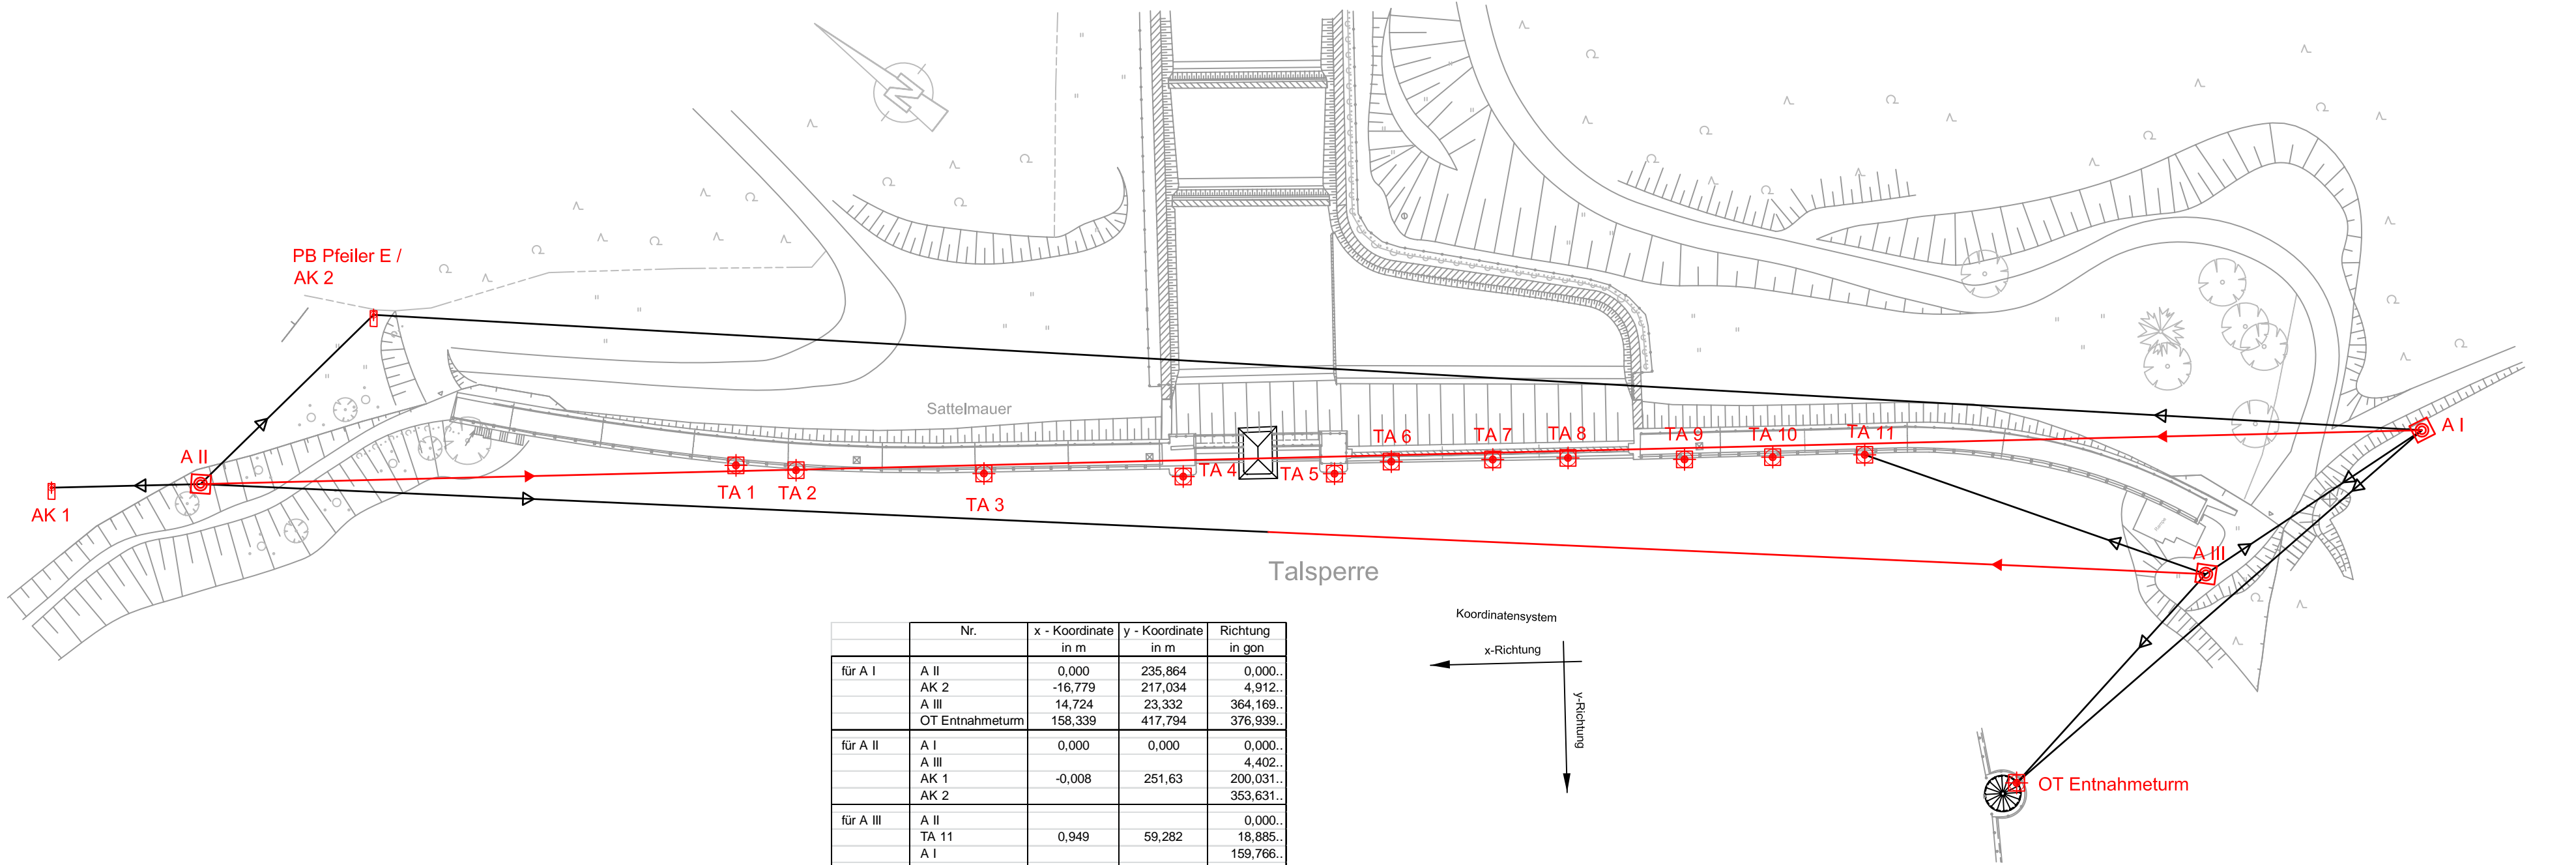 N
PB Pfeiler E /
AK 2
Sattelmauer
A II
AK 1
TA 1
TA 2
TA 3
TA 4
TA 5
TA 6
TA 7
TA 8
TA 9
TA 10
TA 11
A I
A III
Rampe
Talsperre
OT Entnahmeturm
Koordinatensystem
x-Richtung
y-Richtung
Nr. x - Koordinate y - Koordinate Richtung
in m in m in gon
für A I A II 0,000 235,864 0,000..
AK 2 -16,779 217,034 4,912..
A III 14,724 23,332 364,169..
OT Entnahmeturm 158,339 417,794 376,939..
für A II A I 0,000 0,000 0,000..
A III 4,402..
AK 1 -0,008 251,63 200,031..
AK 2 353,631..
für A III A II 0,000..
TA 11 0,949 59,282 18,885..
A I 159,766..